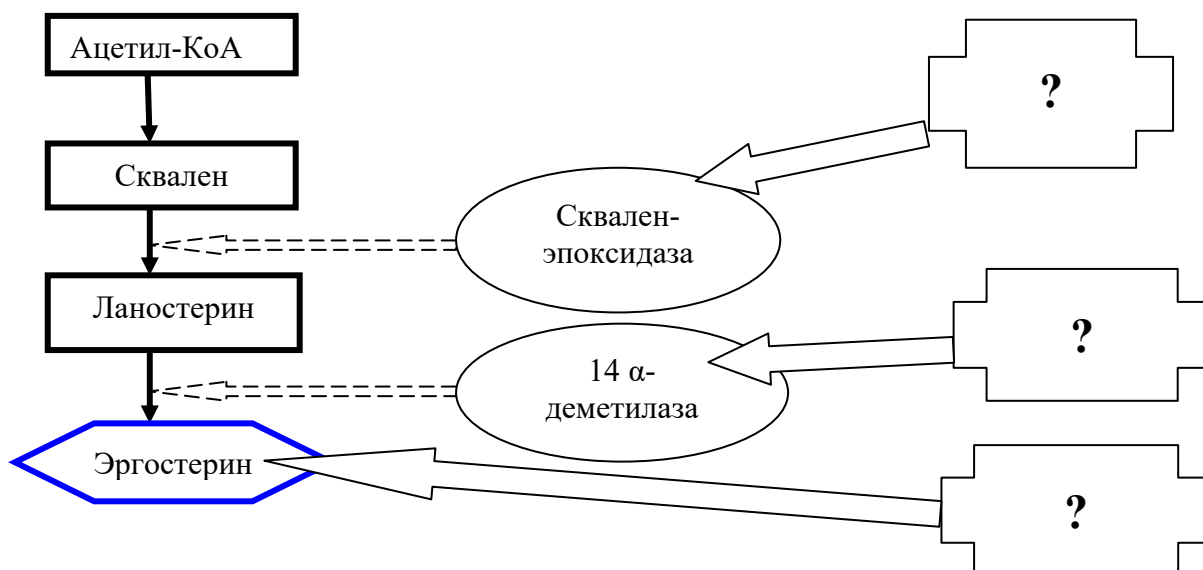 Ацетил-КоА
?
Сквален
Сквален-
эпоксидаза
Ланостерин
?
14 α-
деметилаза
Эргостерин
?